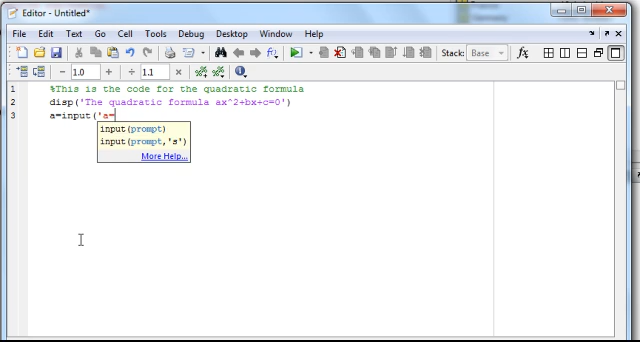 Editor - Untitled*
File Edit Text Go Cell Tools Debug Desktop Window Help
Stack: Base fx
− 1.0 + ÷ 1.1 ×
1 %This is the code for the quadratic formula
2 disp('The quadratic formula ax^2+bx+c=0')
3 a=input('a=
input(prompt)
input(prompt,'s')
More Help...